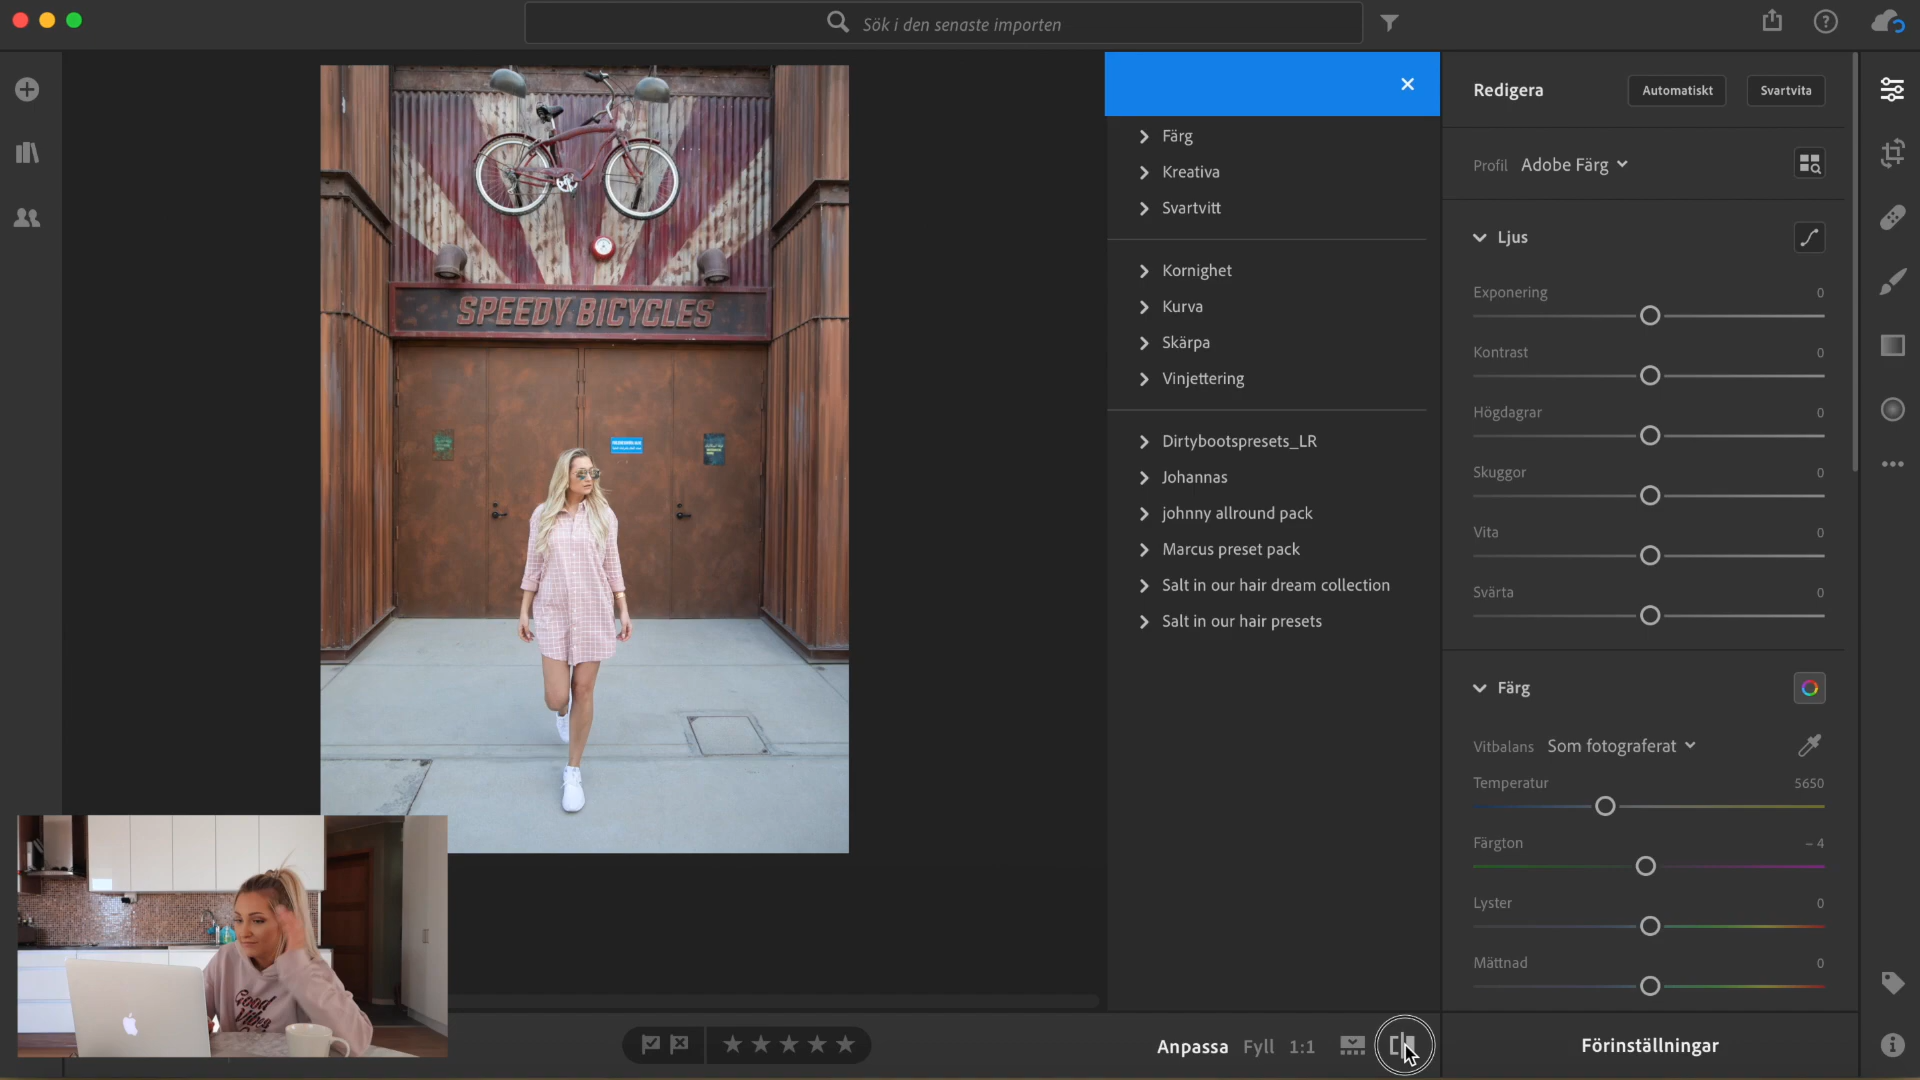 Sök i den senaste importen
SPEEDY BICYCLES
Good
Färg
Kreativa
Svartvitt
Kornighet
Kurva
Skärpa
Vinjettering
Dirtybootspresets_LR
Johannas
johnny allround pack
Marcus preset pack
Salt in our hair dream collection
Salt in our hair presets
Anpassa Fyll 1:1
Redigera Automatiskt Svartvita
Profil Adobe Färg
Ljus
Exponering 0
Kontrast 0
Högdagrar 0
Skuggor 0
Vita 0
Svärta 0
Färg
Vitbalans Som fotograferat
Temperatur 5650
Färgton – 4
Lyster 0
Mättnad 0
Förinställningar